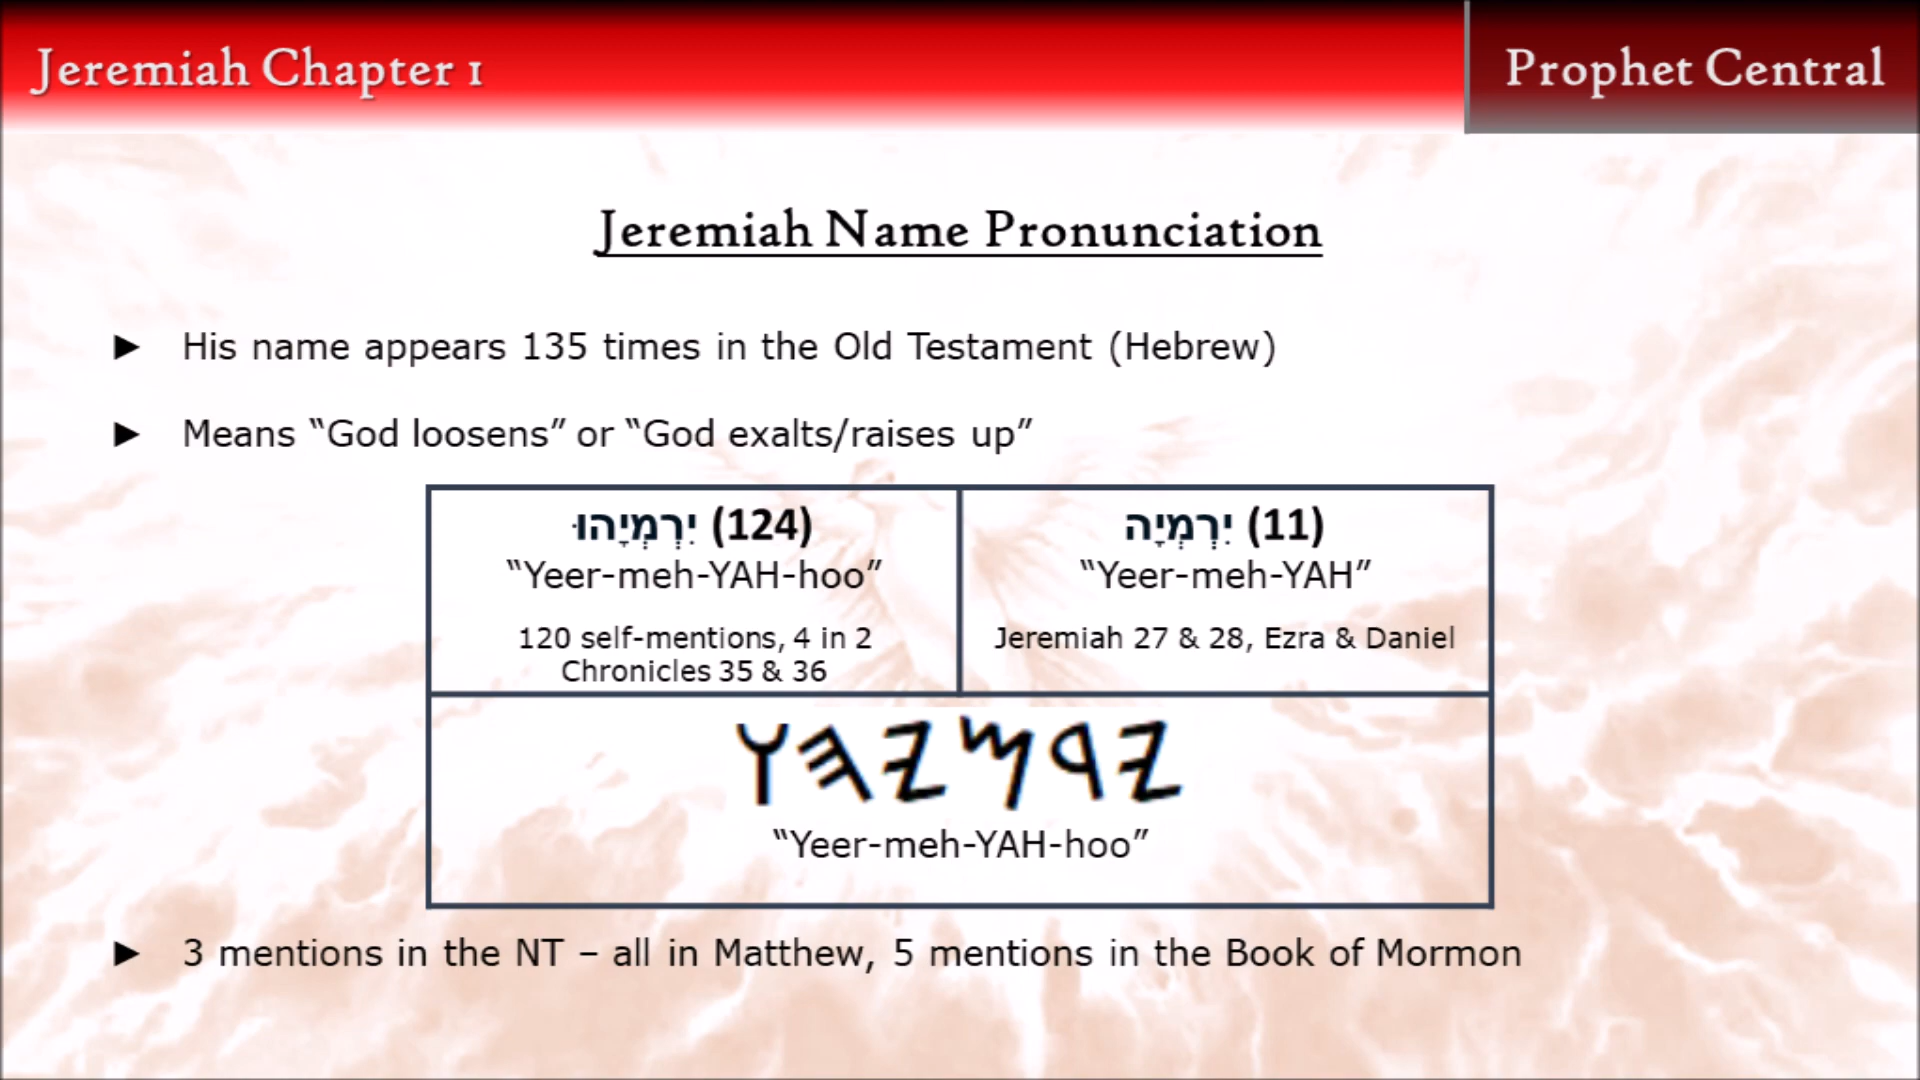 Jeremiah Chapter 1
Prophet Central
Jeremiah Name Pronunciation
► His name appears 135 times in the Old Testament (Hebrew)
► Means “God loosens” or “God exalts/raises up”
יִרְמְיָהוּ (124)
“Yeer-meh-YAH-hoo”
120 self-mentions, 4 in 2
Chronicles 35 & 36
יִרְמְיָה (11)
“Yeer-meh-YAH”
Jeremiah 27 & 28, Ezra & Daniel
𐤉𐤓𐤌𐤉𐤄𐤅
“Yeer-meh-YAH-hoo”
► 3 mentions in the NT – all in Matthew, 5 mentions in the Book of Mormon